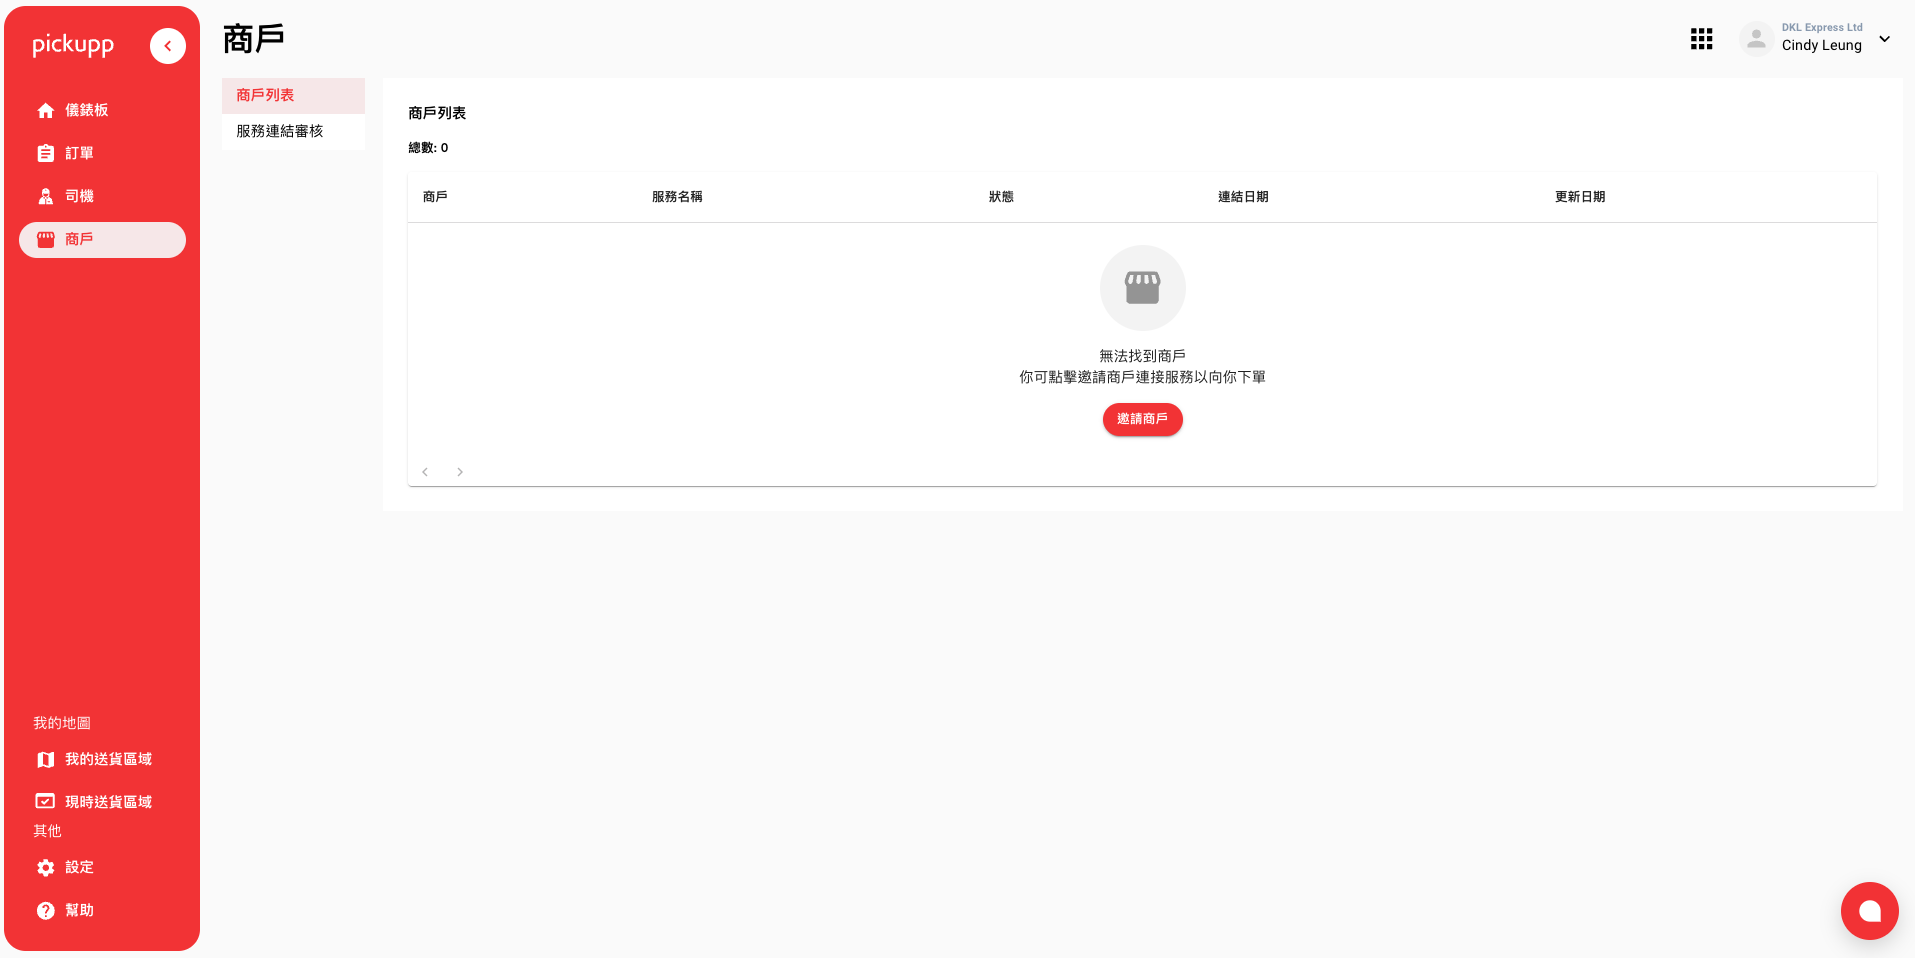 pickupp
儀錶板
訂單
司機
商戶
我的地圖
我的送貨區域
現時送貨區域
其他
設定
幫助
商戶
DKL Express Ltd
Cindy Leung
商戶列表
服務連結審核
商戶列表
總數: 0
商戶 服務名稱 狀態 連結日期 更新日期
無法找到商戶
你可點擊邀請商戶連接服務以向你下單
邀請商戶